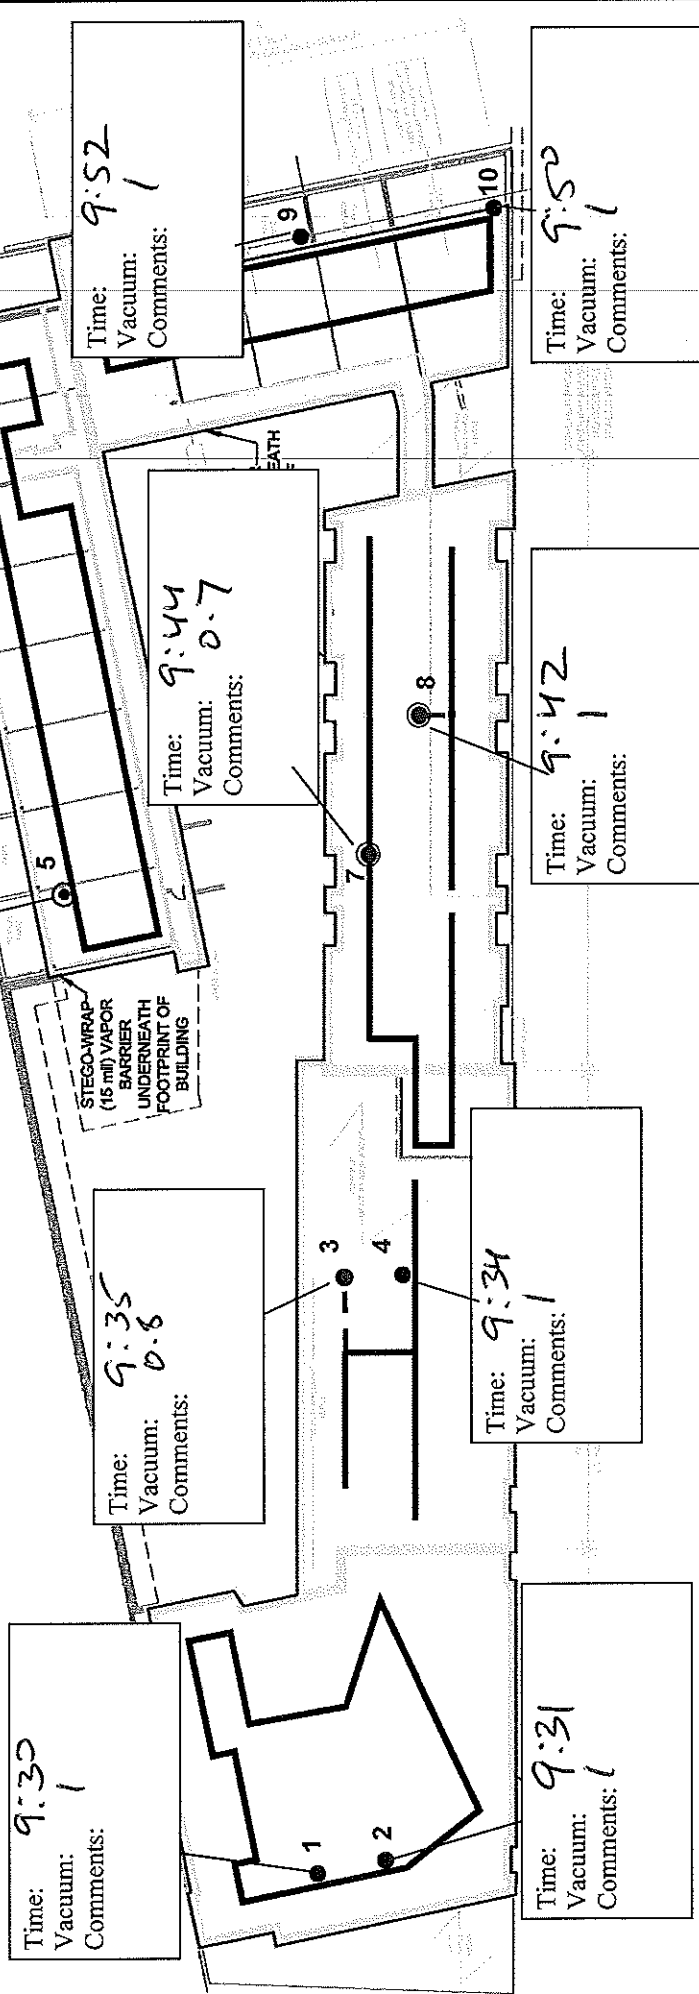 Time: 9:30
Vacuum: 1
Comments:
1
2
Time: 9:31
Vacuum:
Comments: 1
Time: 9:35
Vacuum: 0.8
Comments:
3
4
Time: 9:34
Vacuum: 1
Comments:
STEGO-WRAP
(15 mil) VAPOR
BARRIER
UNDERNEATH
FOOTPRINT OF
BUILDING
5
Time: 9:44
Vacuum: 0.7
Comments:
7
8
Time: 9:42
Vacuum: 1
Comments:
EATH
Time: 9:52
Vacuum: 1
Comments:
9
10
Time: 9:50
Vacuum: 1
Comments: